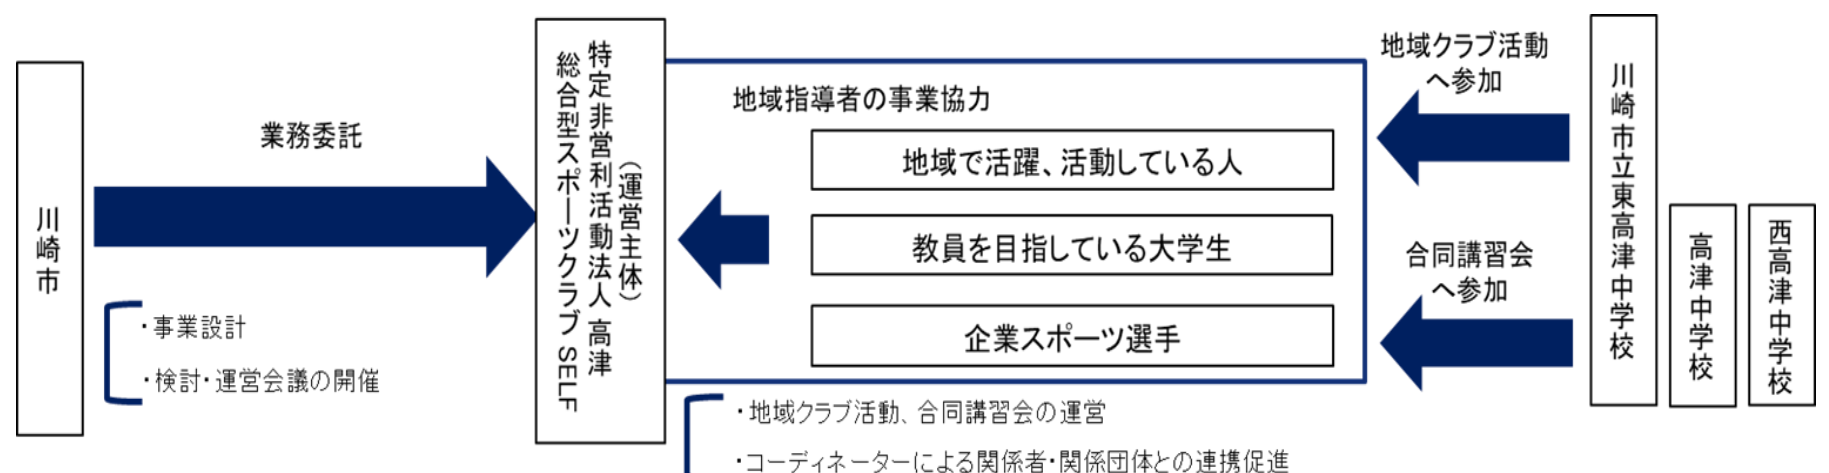 川崎市
業務委託
・事業設計
・検討・運営会議の開催
(運営主体)
特定非営利活動法人 高津
総合型スポーツクラブ SELF
地域指導者の事業協力
地域で活躍、活動している人
教員を目指している大学生
企業スポーツ選手
・地域クラブ活動、合同講習会の運営
・コーディネーターによる関係者・関係団体との連携促進
地域クラブ活動
へ参加
合同講習会
へ参加
川崎市立東高津中学校
高津中学校
西高津中学校